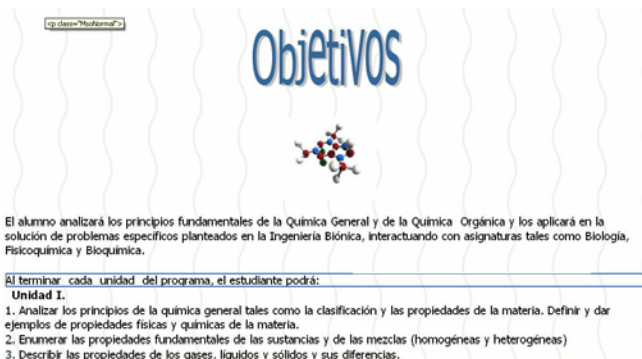 <p class="MsoNormal">
Objetivos
El alumno analizará los principios fundamentales de la Química General y de la Química Orgánica y los aplicará en la
solución de problemas específicos planteados en la Ingeniería Biónica, interactuando con asignaturas tales como Biología,
Fisicoquímica y Bioquímica.
Al terminar cada unidad del programa, el estudiante podrá:
Unidad I.
1. Analizar los principios de la química general tales como la clasificación y las propiedades de la materia. Definir y dar
ejemplos de propiedades físicas y químicas de la materia.
2. Enumerar las propiedades fundamentales de las sustancias y de las mezclas (homogéneas y heterogéneas)
3. Describir las propiedades de los gases, líquidos y sólidos y sus diferencias.